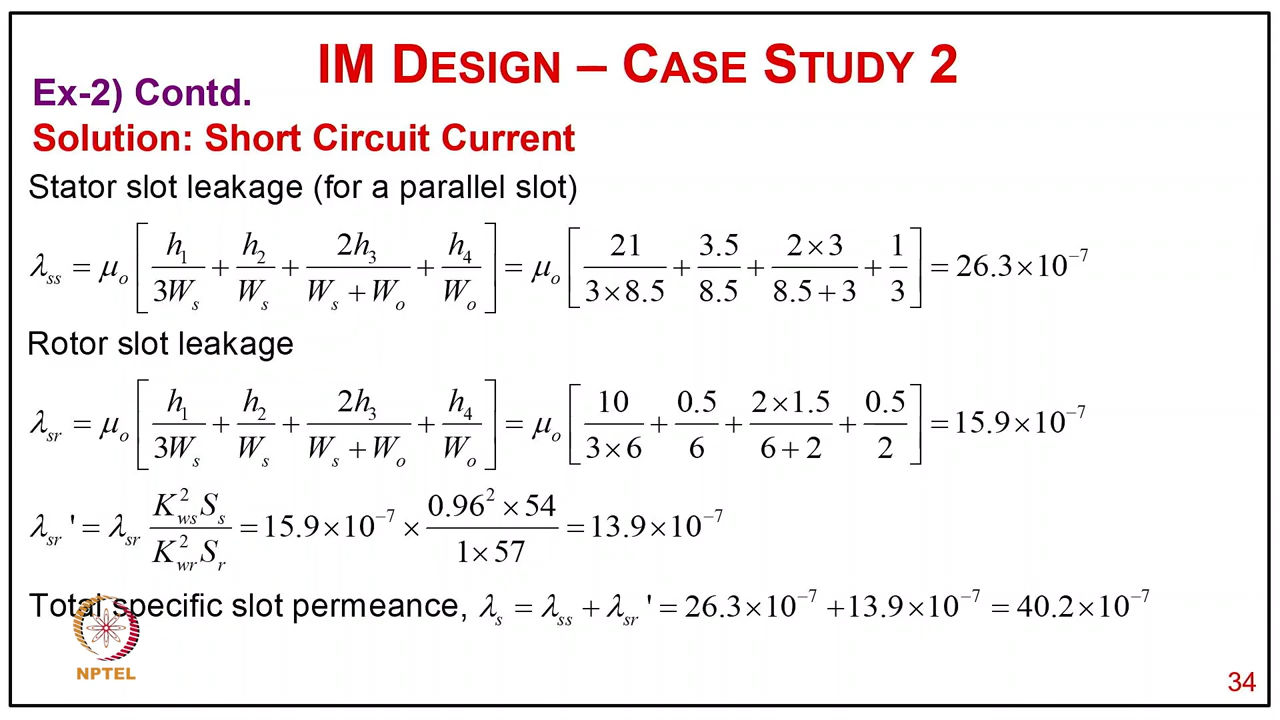 IM DESIGN – CASE STUDY 2
Ex-2) Contd.
Solution: Short Circuit Current
Stator slot leakage (for a parallel slot)
λ_ss = μ_o [ h_1/(3W_s) + h_2/W_s + 2h_3/(W_s + W_o) + h_4/W_o ] = μ_o [ 21/(3×8.5) + 3.5/8.5 + (2×3)/(8.5+3) + 1/3 ] = 26.3×10^−7
Rotor slot leakage
λ_sr = μ_o [ h_1/(3W_s) + h_2/W_s + 2h_3/(W_s + W_o) + h_4/W_o ] = μ_o [ 10/(3×6) + 0.5/6 + (2×1.5)/(6+2) + 0.5/2 ] = 15.9×10^−7
λ_sr ' = λ_sr (K_ws^2 S_s)/(K_wr^2 S_r) = 15.9×10^−7 × (0.96^2 × 54)/(1×57) = 13.9×10^−7
Total specific slot permeance, λ_s = λ_ss + λ_sr ' = 26.3×10^−7 +13.9×10^−7 = 40.2×10^−7
NPTEL
34